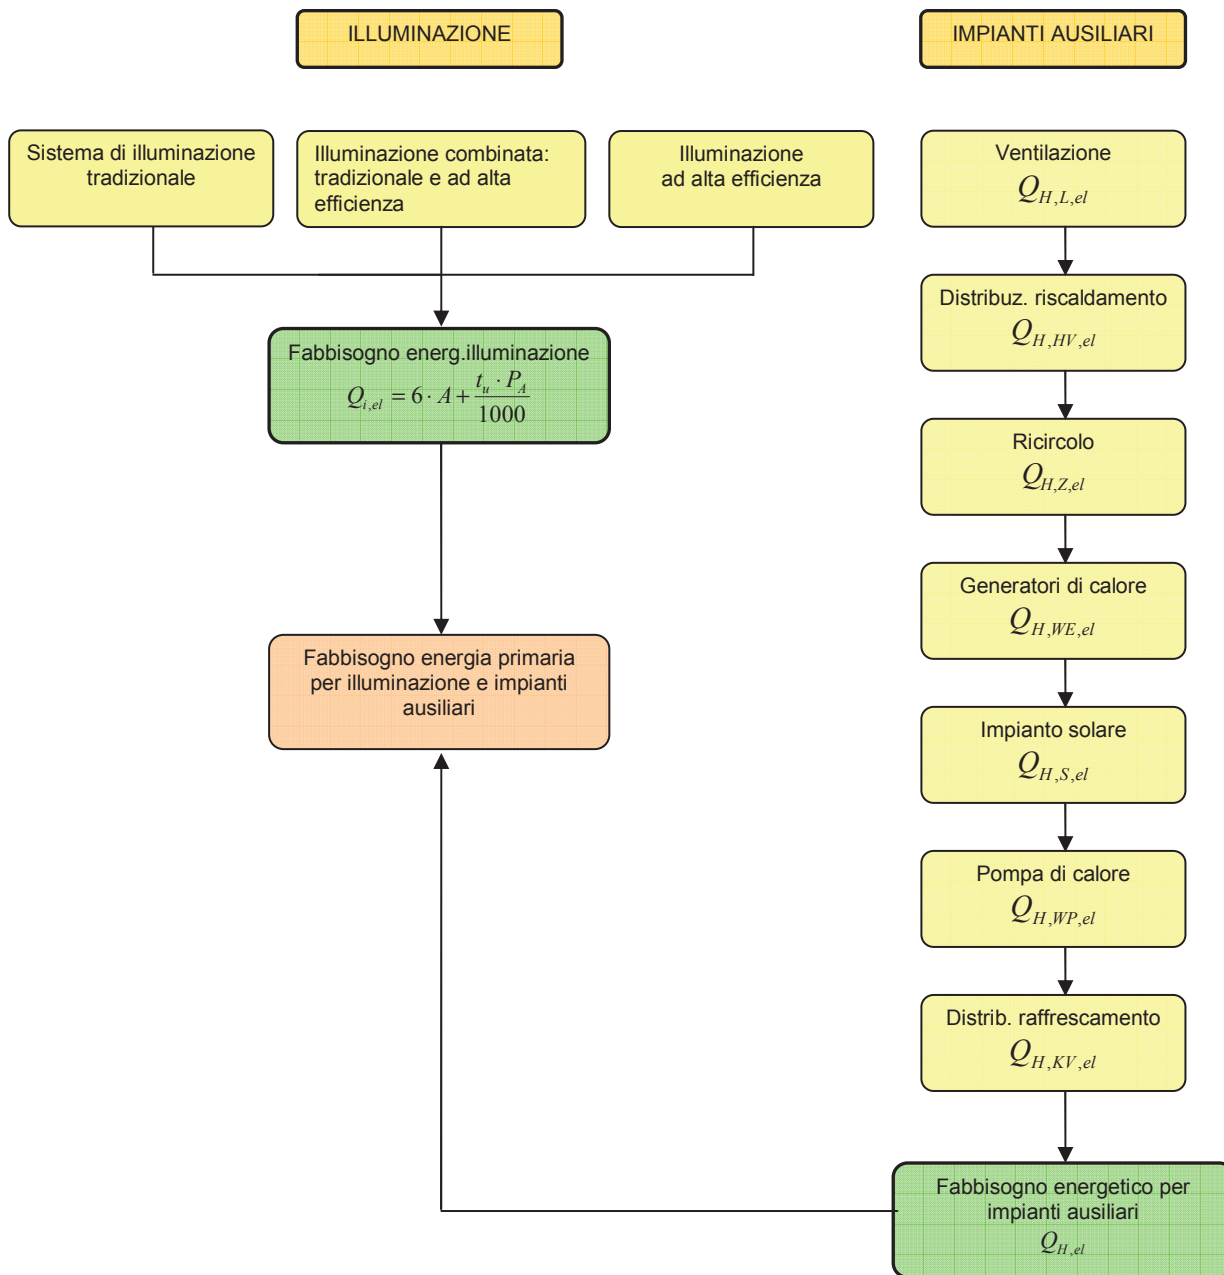 ILLUMINAZIONE
IMPIANTI AUSILIARI
Sistema di illuminazione
tradizionale
Illuminazione combinata:
tradizionale e ad alta
efficienza
Illuminazione
ad alta efficienza
Ventilazione
Q_{H,L,el}
Distribuz. riscaldamento
Q_{H,HV,el}
Fabbisogno energ.illuminazione
Q_{i,el} = 6 · A + \frac{t_u · P_A}{1000}
Ricircolo
Q_{H,Z,el}
Generatori di calore
Q_{H,WE,el}
Fabbisogno energia primaria
per illuminazione e impianti
ausiliari
Impianto solare
Q_{H,S,el}
Pompa di calore
Q_{H,WP,el}
Distrib. raffrescamento
Q_{H,KV,el}
Fabbisogno energetico per
impianti ausiliari
Q_{H,el}